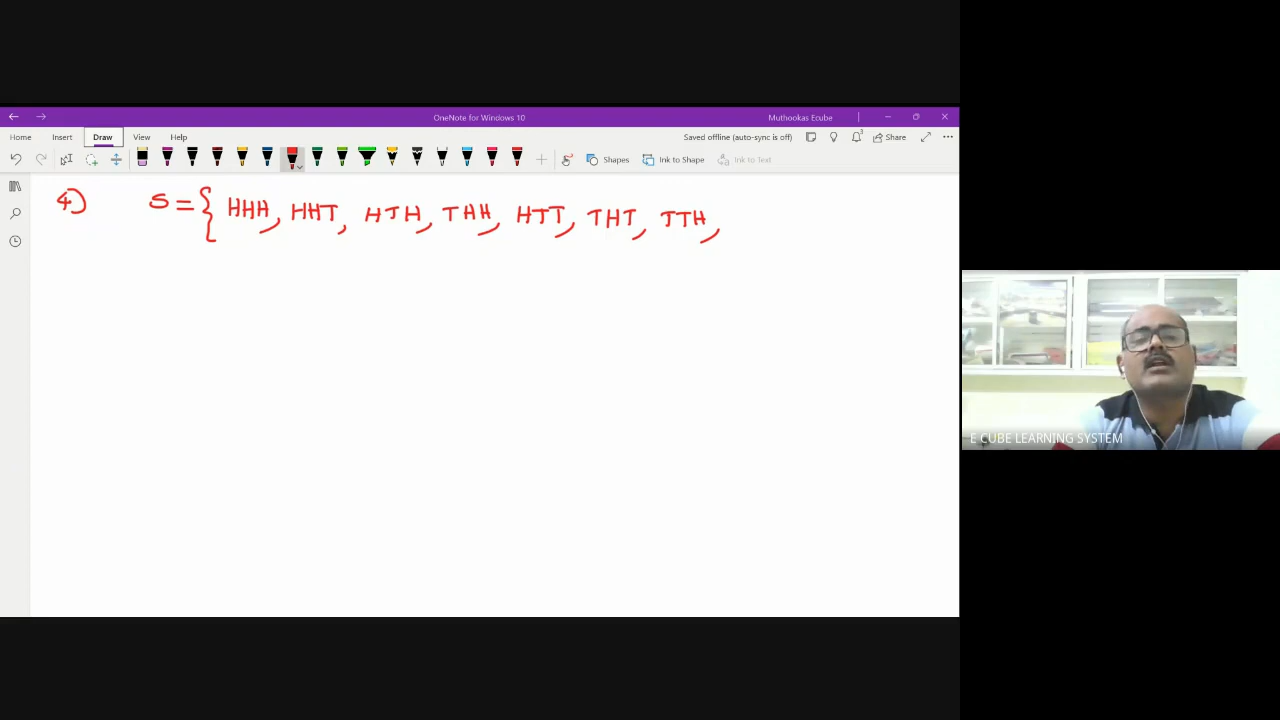 OneNote for Windows 10
Muthookas Ecube
Home Insert Draw View Help
Saved offline (auto-sync is off)
Share
Shapes
Ink to Shape
Ink to Text
4) S = { HHH, HHT, HTH, THH, HTT, THT, TTH,
E CUBE LEARNING SYSTEM